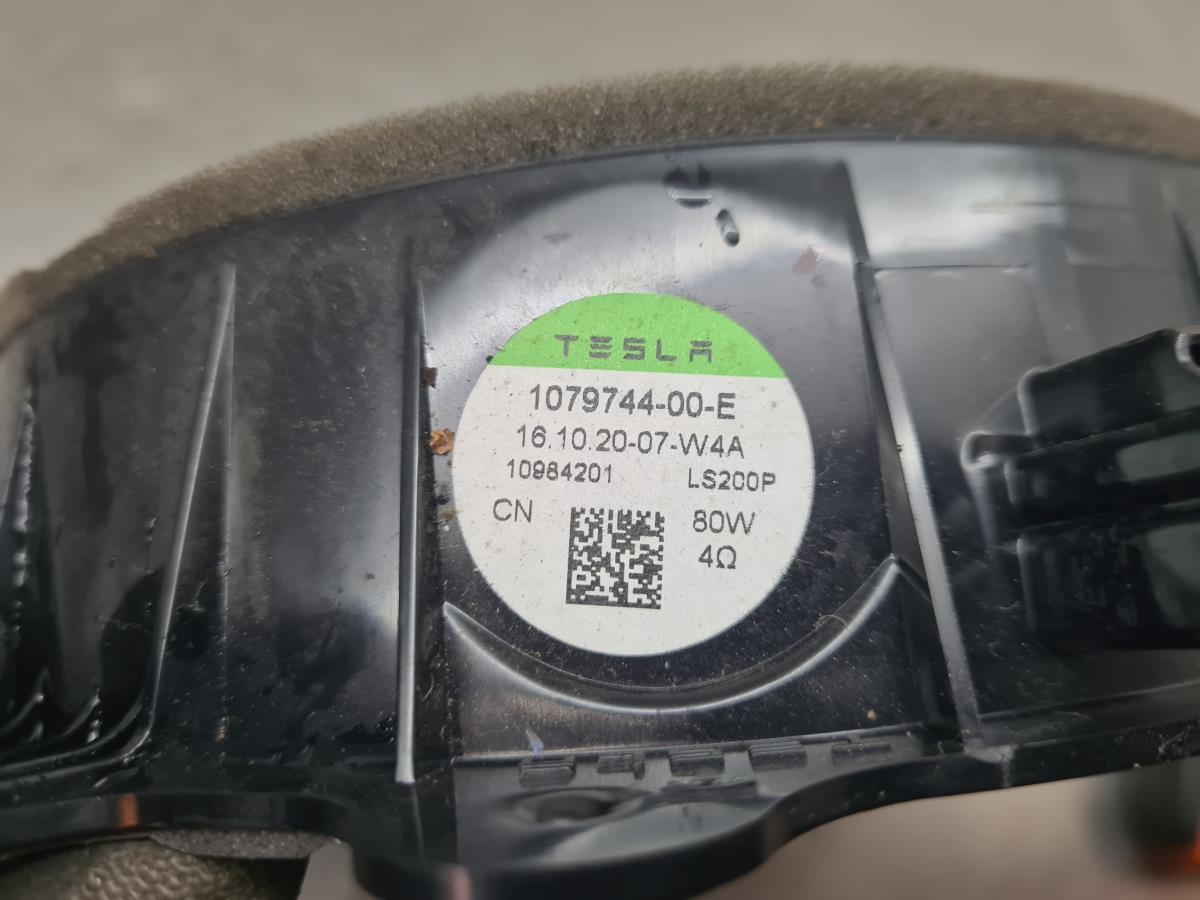 TESLA
1079744-00-E
16.10.20-07-W4A
10984201 LS200P
CN 80W
4Ω